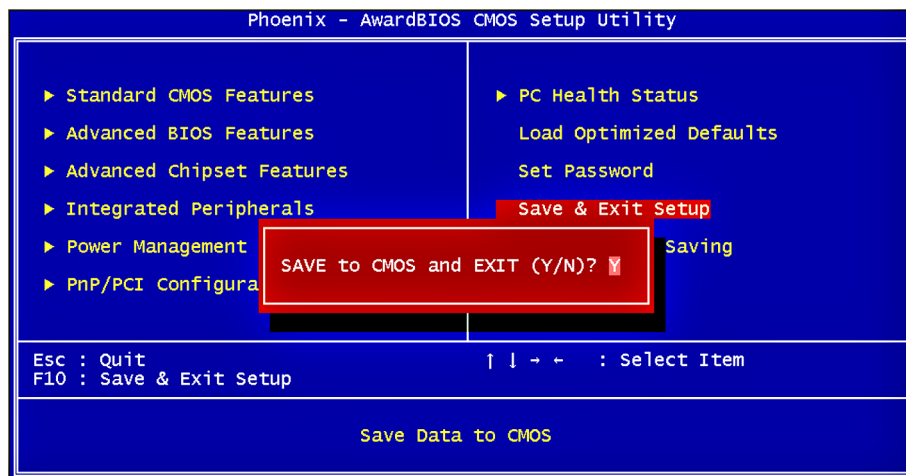 Phoenix - AwardBIOS CMOS Setup Utility
▶ Standard CMOS Features
▶ Advanced BIOS Features
▶ Advanced Chipset Features
▶ Integrated Peripherals
▶ Power Management
▶ PnP/PCI Configura
▶ PC Health Status
Load Optimized Defaults
Set Password
Save & Exit Setup
Saving
SAVE to CMOS and EXIT (Y/N)? Y
Esc : Quit
F10 : Save & Exit Setup
↑ ↓ → ← : Select Item
Save Data to CMOS